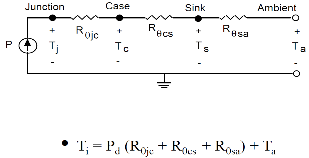 Junction Case Sink Ambient
Rθjc Rθcs Rθsa
P
+ + + +
Tj Tc Ts Ta
- - - -
• Tj = Pd (Rθjc + Rθcs + Rθsa) + Ta